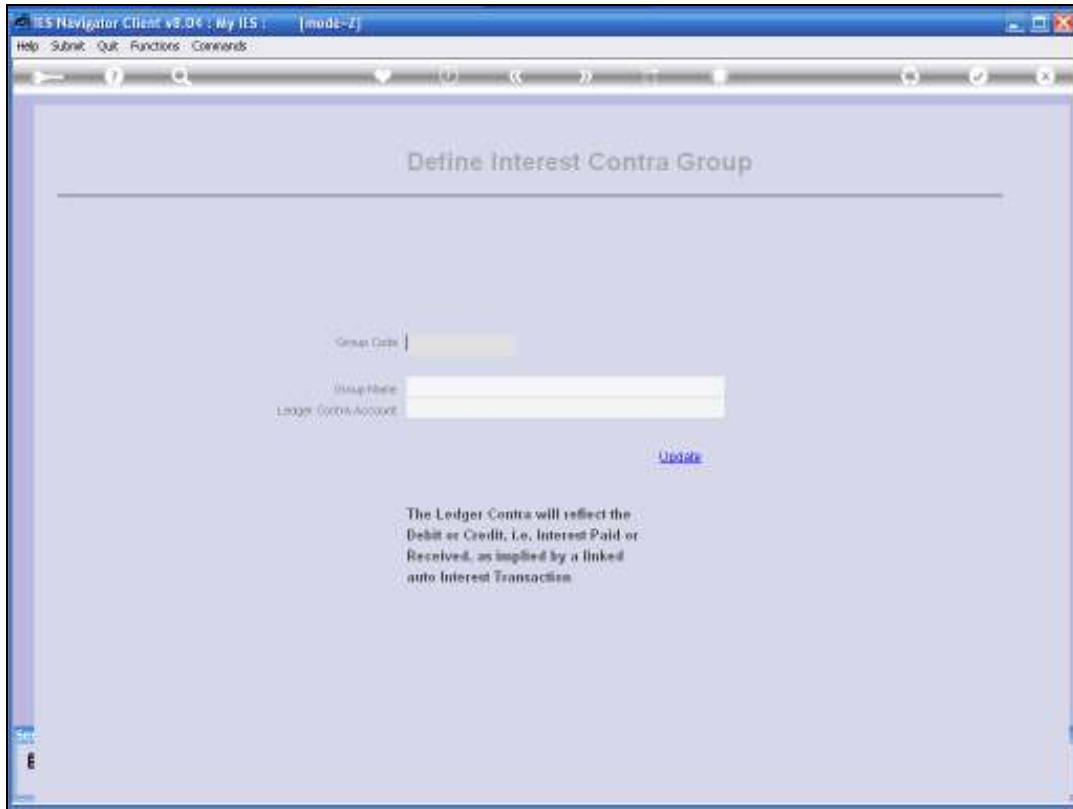 IES Navigator Client v8.04 : My IES : [mode-Z]
Help Submit Quit Functions Commands
Define Interest Contra Group
Group Code
Group Name
Ledger Contra Account
Update
The Ledger Contra will reflect the
Debit or Credit, i.e. Interest Paid or
Received, as implied by a linked
auto Interest Transaction